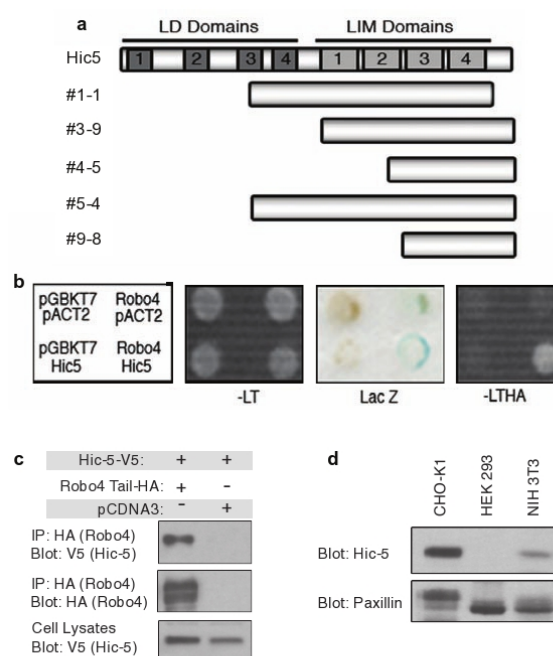 a
LD Domains LIM Domains
Hic5 1 2 3 4 1 2 3 4
#1-1
#3-9
#4-5
#5-4
#9-8
b
pGBKT7 Robo4
pACT2 pACT2
pGBKT7 Robo4
Hic5 Hic5
-LT Lac Z -LTHA
c
Hic-5-V5: + +
Robo4 Tail-HA: + -
pCDNA3: - +
IP: HA (Robo4)
Blot: V5 (Hic-5)
IP: HA (Robo4)
Blot: HA (Robo4)
Cell Lysates
Blot: V5 (Hic-5)
d
CHO-K1 HEK 293 NIH 3T3
Blot: Hic-5
Blot: Paxillin